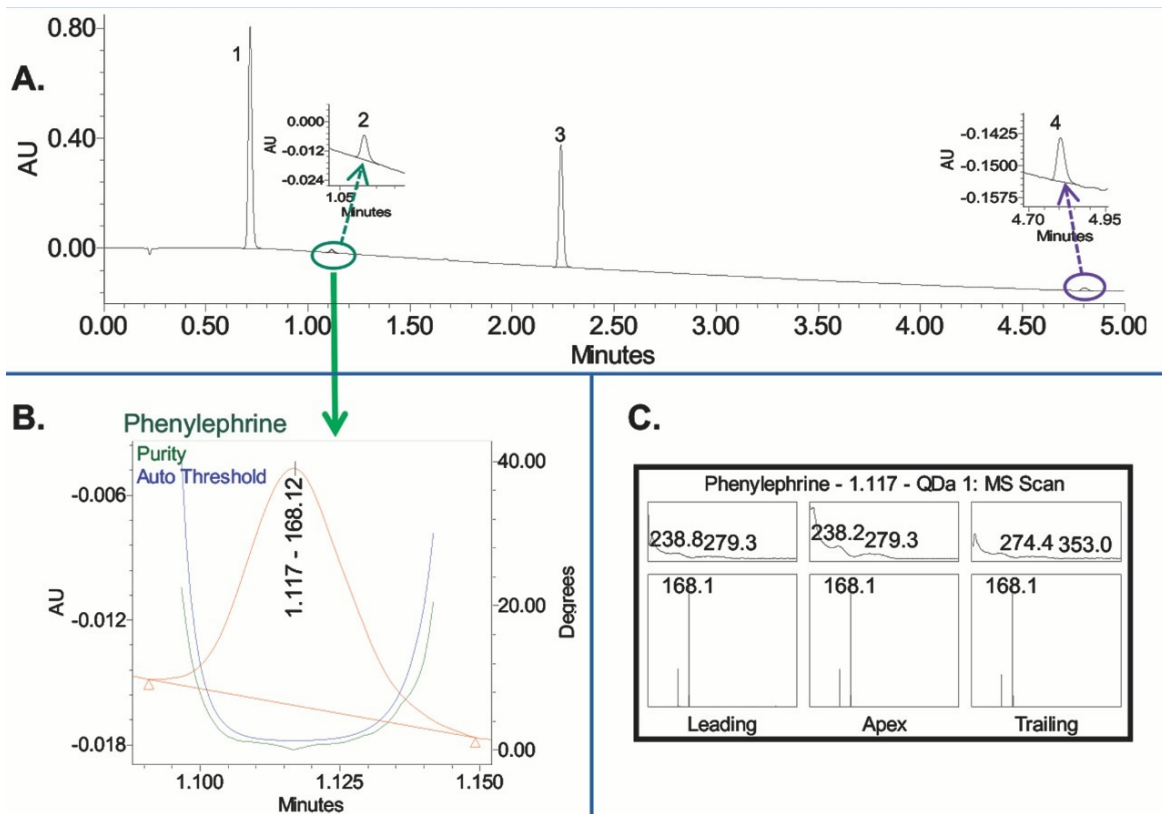 A.
0.80
0.40
0.00
AU
1
2
0.000
-0.012
-0.024
AU
1.05
Minutes
3
4
-0.1425
-0.1500
-0.1575
AU
4.70 4.95
Minutes
0.00 0.50 1.00 1.50 2.00 2.50 3.00 3.50 4.00 4.50 5.00
Minutes
B.
Phenylephrine
Purity
Auto Threshold
1.117 - 168.12
-0.006
-0.012
-0.018
AU
40.00
20.00
0.00
Degrees
1.100 1.125 1.150
Minutes
C.
Phenylephrine - 1.117 - QDa 1: MS Scan
238.8 279.3
238.2 279.3
274.4 353.0
168.1
168.1
168.1
Leading
Apex
Trailing